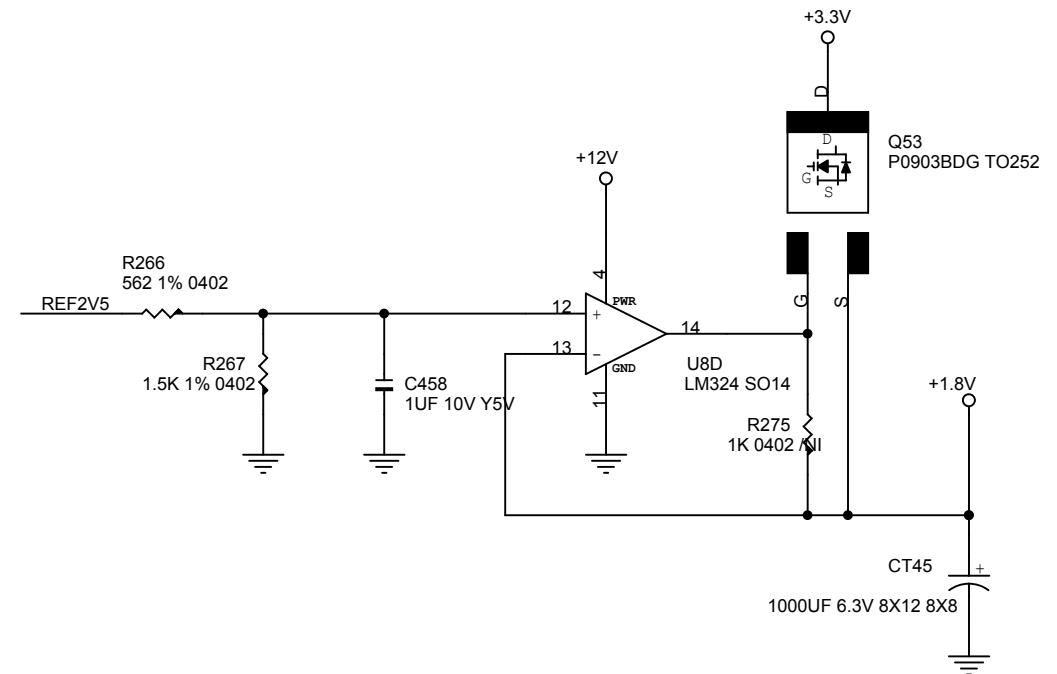 +3.3V
D
Q53
P0903BDG TO252
D
G
S
+12V
R266
562 1% 0402
REF2V5
4
PWR
G
S
12
+
14
13
-
GND
U8D
LM324 SO14
R267
1.5K 1% 0402
C458
1UF 10V Y5V
11
+1.8V
R275
1K 0402 /NI
CT45
+
1000UF 6.3V 8X12 8X8